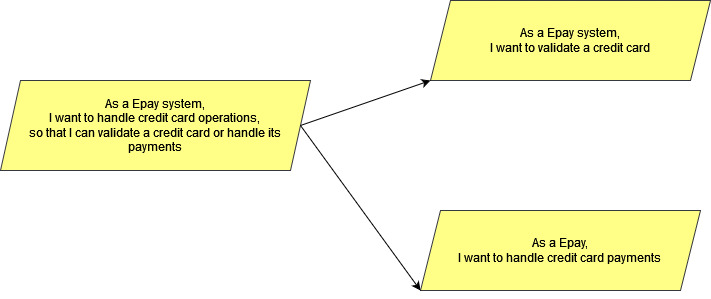 As a Epay system,
I want to validate a credit card
As a Epay system,
I want to handle credit card operations,
so that I can validate a credit card or handle its
payments
As a Epay,
I want to handle credit card payments